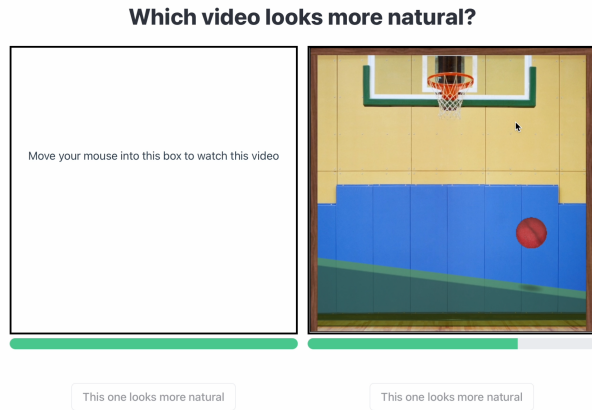 Which video looks more natural?
Move your mouse into this box to watch this video
This one looks more natural
This one looks more natural